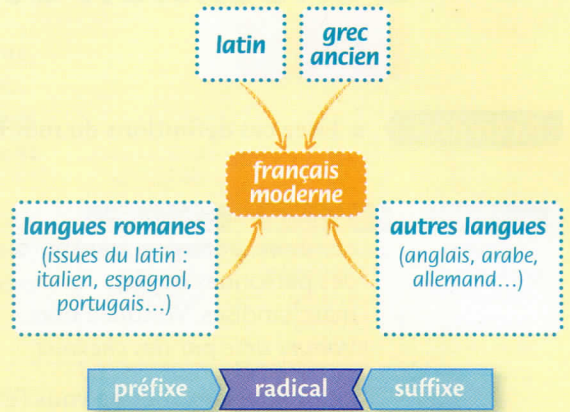 latin
grec
ancien
français
moderne
langues romanes
(issues du latin :
italien, espagnol,
portugais...)
autres langues
(anglais, arabe,
allemand...)
préfixe
radical
suffixe